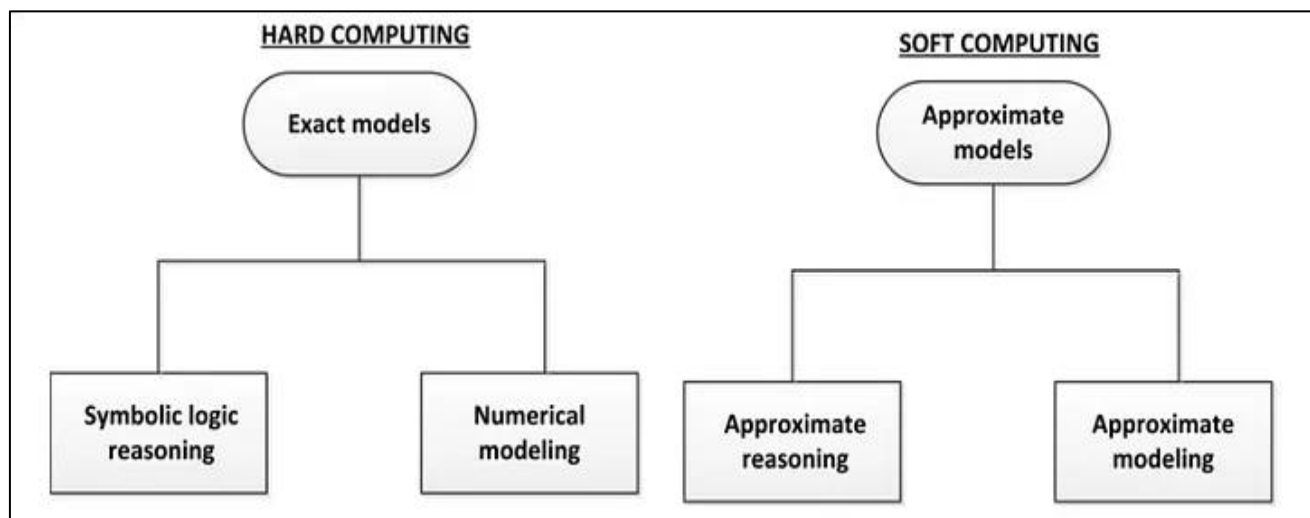 HARD COMPUTING
Exact models
Symbolic logic
reasoning
Numerical
modeling
SOFT COMPUTING
Approximate
models
Approximate
reasoning
Approximate
modeling